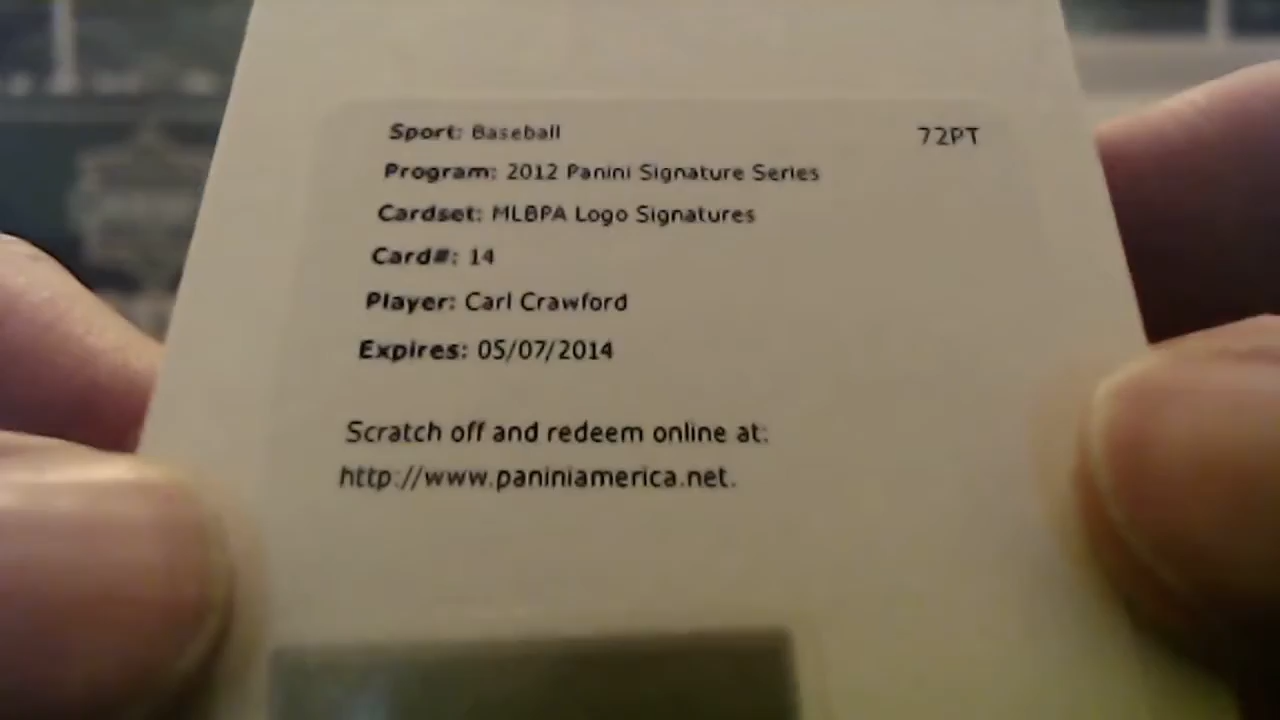 Sport: Baseball 72PT
Program: 2012 Panini Signature Series
Cardset: MLBPA Logo Signatures
Card#: 14
Player: Carl Crawford
Expires: 05/07/2014
Scratch off and redeem online at:
http://www.paniniamerica.net.